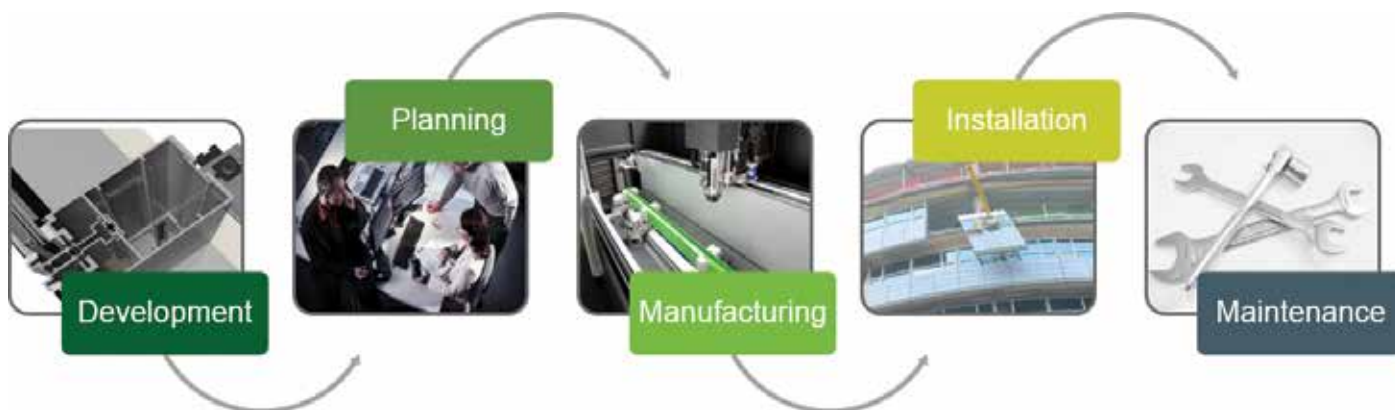 Development
Planning
Manufacturing
Installation
Maintenance